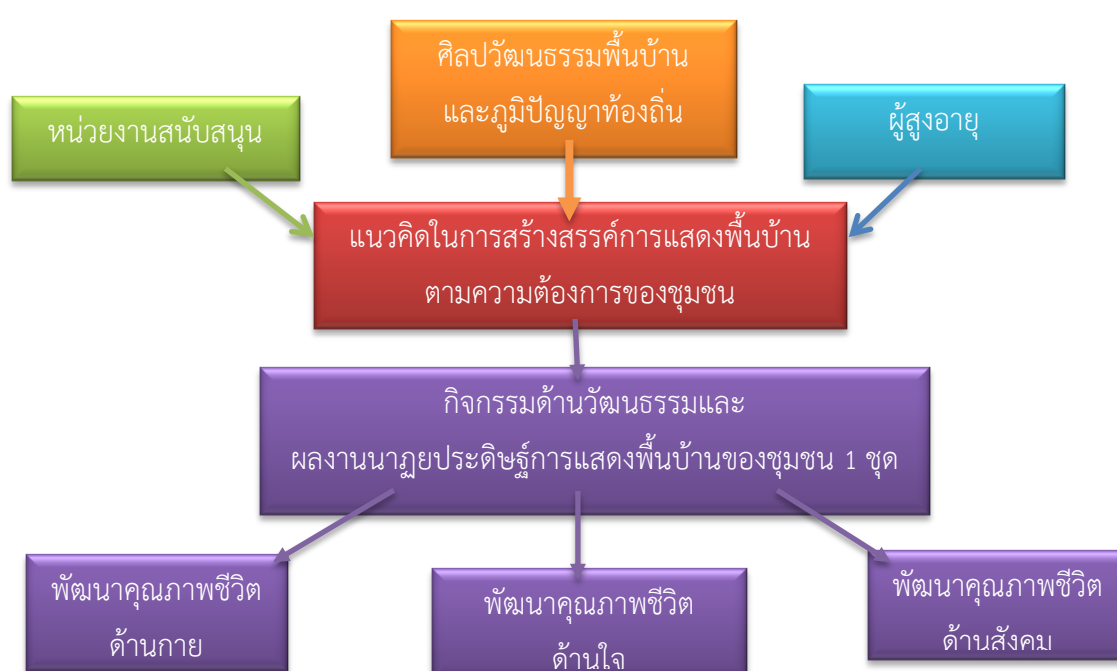 ศิลปวัฒนธรรมพื้นบ้าน
และภูมิปัญญาท้องถิ่น
หน่วยงานสนับสนุน
ผู้สูงอายุ
แนวคิดในการสร้างสรรค์การแสดงพื้นบ้าน
ตามความต้องการของชุมชน
กิจกรรมด้านวัฒนธรรมและ
ผลงานนาฏยประดิษฐ์การแสดงพื้นบ้านของชุมชน 1 ชุด
พัฒนาคุณภาพชีวิต
ด้านกาย
พัฒนาคุณภาพชีวิต
ด้านใจ
พัฒนาคุณภาพชีวิต
ด้านสังคม